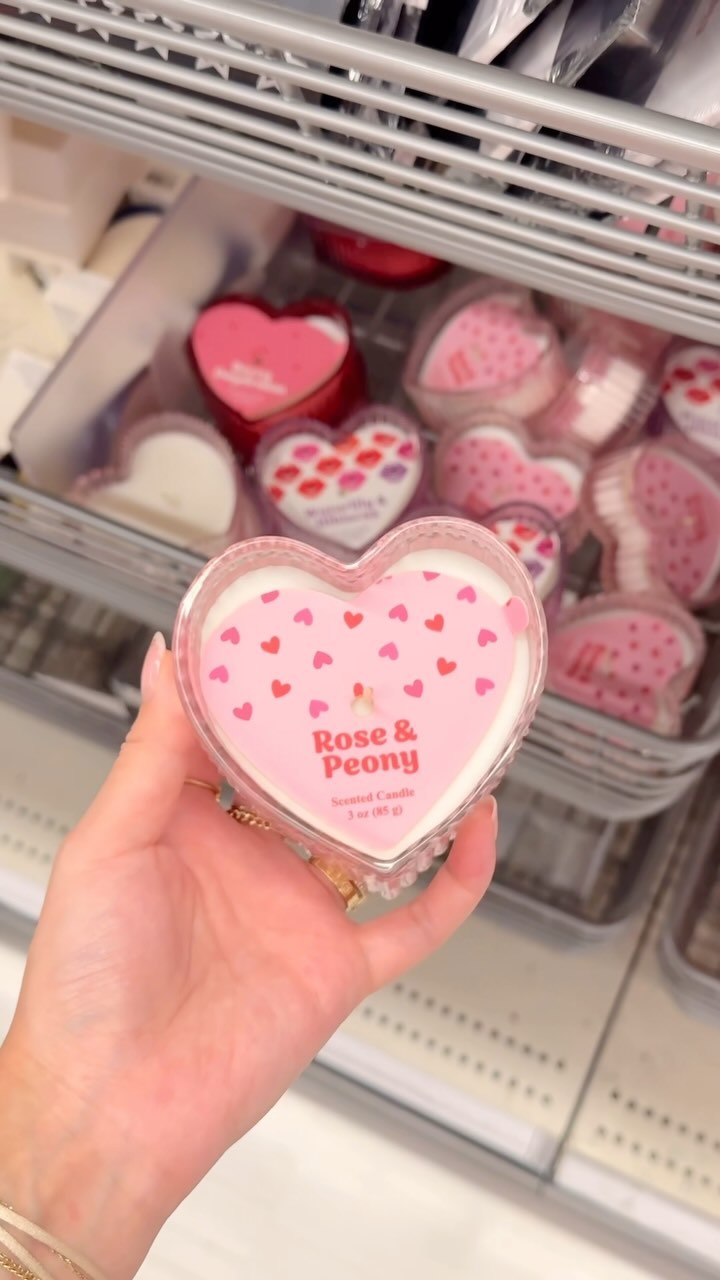 Rose &
Peony
Scented Candle
3 oz (85 g)